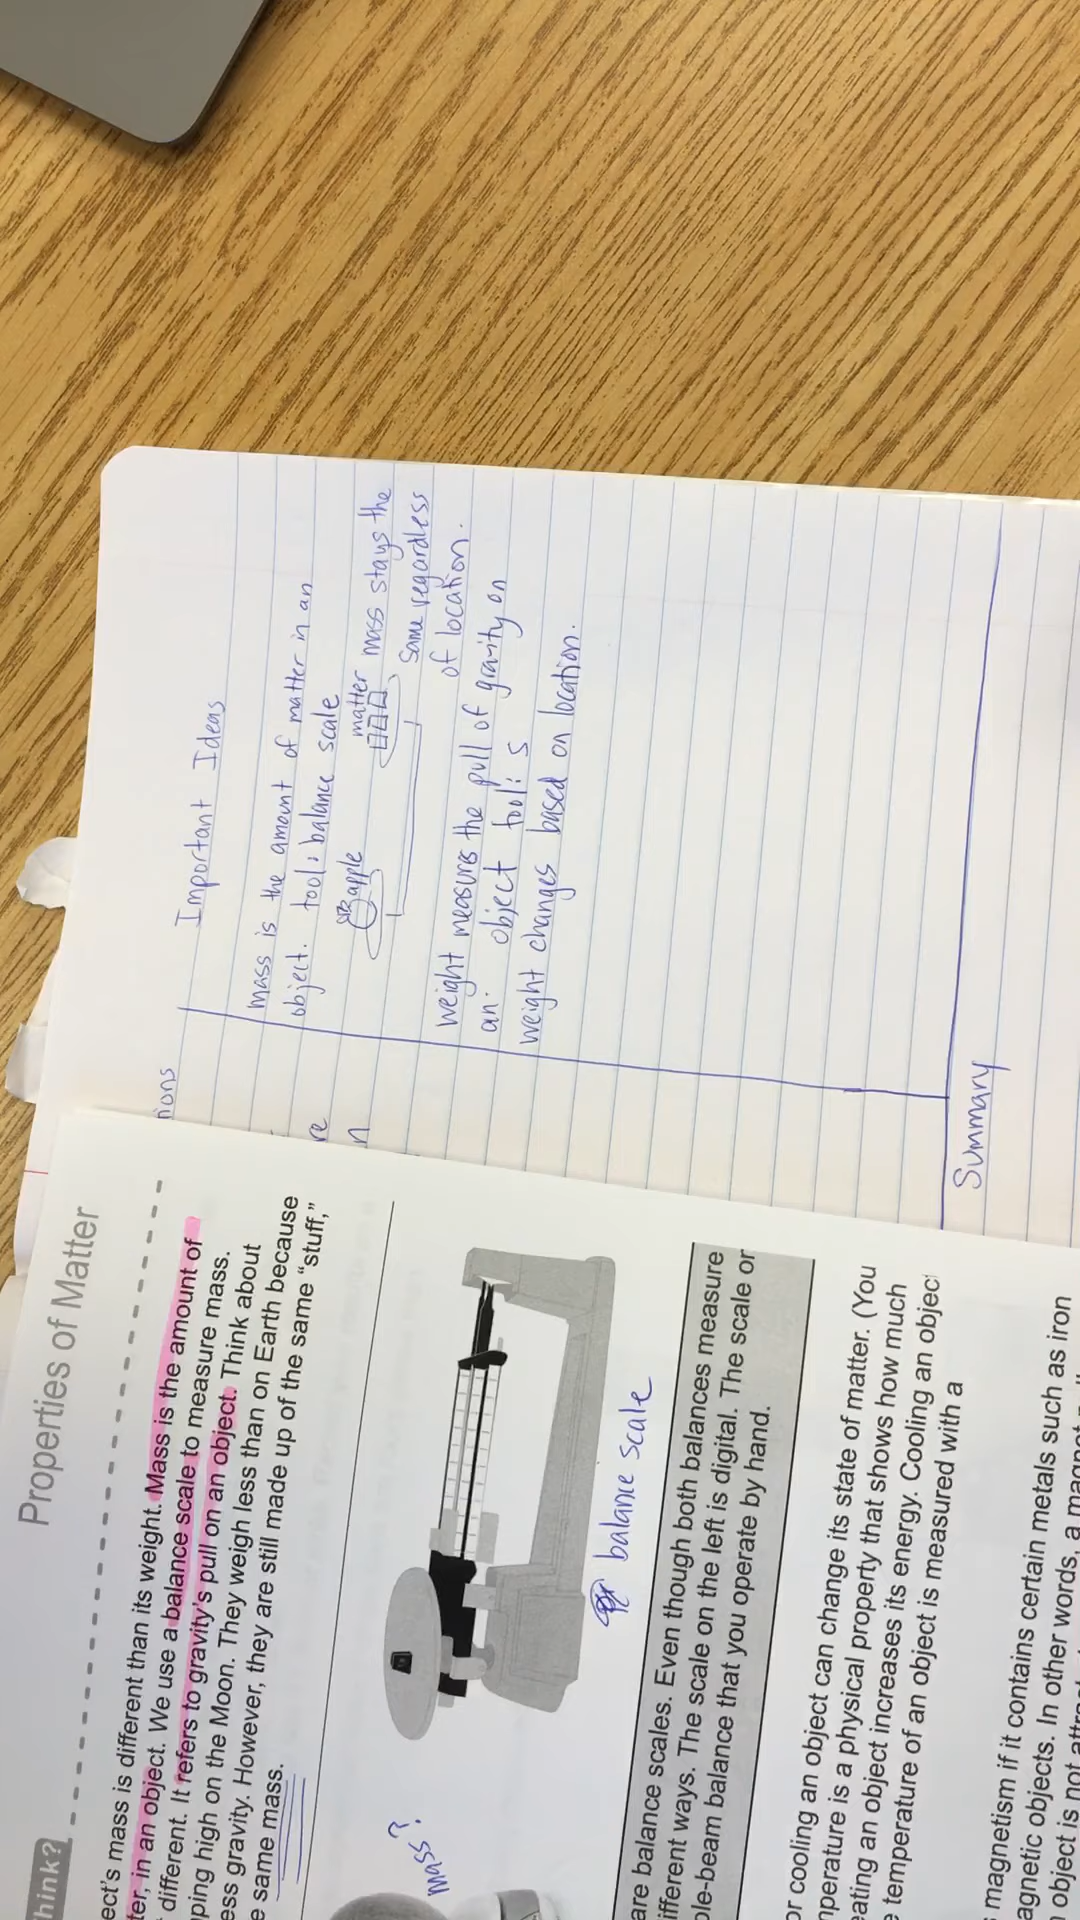 Important Ideas
mass is the amount of matter in an
object. tool: balance scale
apple
matter
mass stays the
same regardless
of location.
weight measures the pull of gravity on
an object tool: s
weight changes based on location.
Summary
nions
re
n
Properties of Matter
hink?
ect's mass is different than its weight. Mass is the amount of
ter, in an object. We use a balance scale to measure mass.
different. It refers to gravity's pull on an object. Think about
ping high on the Moon. They weigh less than on Earth because
ess gravity. However, they are still made up of the same "stuff,"
e same mass.
mass?
balance scale
are balance scales. Even though both balances measure
ifferent ways. The scale on the left is digital. The scale or
ple-beam balance that you operate by hand.
or cooling an object can change its state of matter. (You
mperature is a physical property that shows how much
eating an object increases its energy. Cooling an objec
e temperature of an object is measured with a
magnetism if it contains certain metals such as iron
agnetic objects. In other words, a magnet
object is not